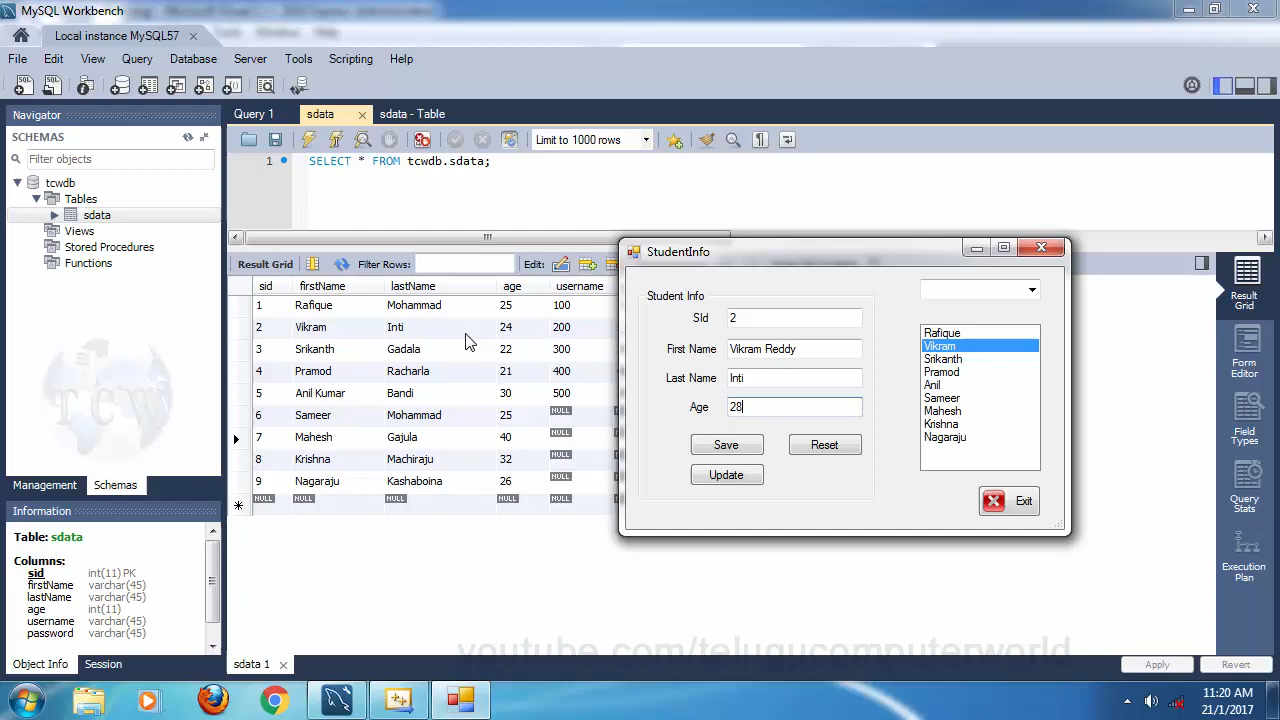 MySQL Workbench
Local instance MySQL57
File Edit View Query Database Server Tools Scripting Help
Navigator
SCHEMAS
Filter objects
tcwdb
Tables
sdata
Views
Stored Procedures
Functions
TCW
Management Schemas
Information
Table: sdata
Columns:
sid int(11) PK
firstName varchar(45)
lastName varchar(45)
age int(11)
username varchar(45)
password varchar(45)
Object Info Session
Query 1 sdata sdata - Table
Limit to 1000 rows
1 SELECT * FROM tcwdb.sdata;
Result Grid Filter Rows: Edit:
sid firstName lastName age username
1 Rafique Mohammad 25 100
2 Vikram Inti 24 200
3 Srikanth Gadala 22 300
4 Pramod Racharla 21 400
5 Anil Kumar Bandi 30 500
6 Sameer Mohammad 25 NULL
7 Mahesh Gajula 40 NULL
8 Krishna Machiraju 32 NULL
9 Nagaraju Kashaboina 26 NULL
NULL NULL NULL NULL NULL
StudentInfo
Student Info
SId 2
First Name Vikram Reddy
Last Name Inti
Age 28
Save Reset
Update
Rafique
Vikram
Srikanth
Pramod
Anil
Sameer
Mahesh
Krishna
Nagaraju
Exit
Result Grid
Form Editor
Field Types
Query Stats
Execution Plan
youtube.com/telugucomputerworld
sdata 1
Apply Revert
11:20 AM
21/1/2017